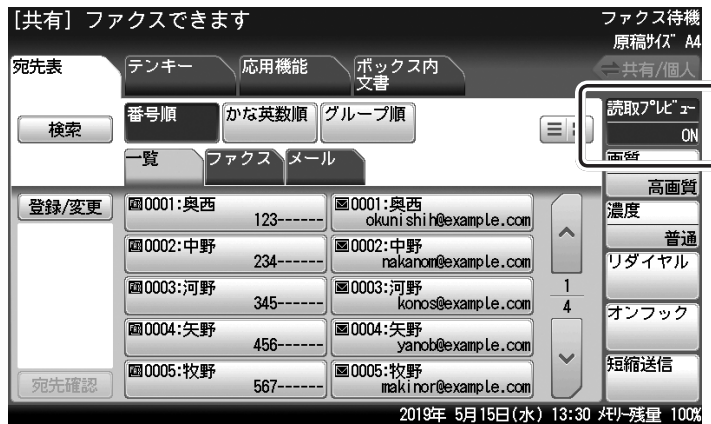 [共有] ファクスできます
ファクス待機
原稿サイズ A4
宛先表
テンキー
応用機能
ボックス内
文書
共有/個人
検索
番号順
かな英数順
グループ順
読取プレビュー
ON
一覧
ファクス
メール
画質
高画質
登録/変更
0001:奥西
123------
0001:奥西
okunishih@example.com
濃度
普通
0002:中野
234------
0002:中野
nakanom@example.com
リダイヤル
0003:河野
345------
0003:河野
konos@example.com
1
4
オンフック
0004:矢野
456------
0004:矢野
yanob@example.com
短縮送信
0005:牧野
567------
0005:牧野
makinor@example.com
宛先確認
2019年 5月15日(水) 13:30 メモリー残量 100%